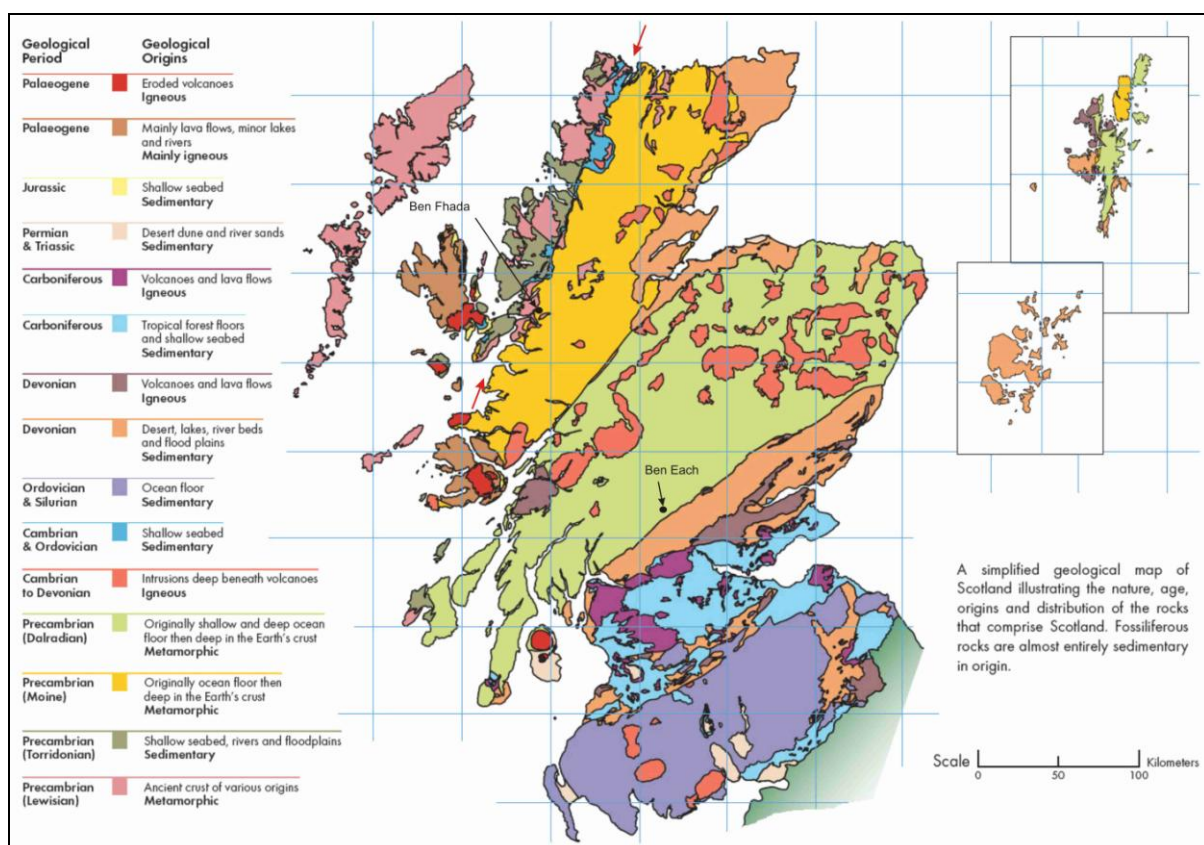 Geological Period
Geological Origins
Palaeogene
Eroded volcanoes
Igneous
Palaeogene
Mainly lava flows, minor lakes
and rivers
Mainly igneous
Jurassic
Shallow seabed
Sedimentary
Permian
& Triassic
Desert dune and river sands
Sedimentary
Carboniferous
Volcanoes and lava flows
Igneous
Carboniferous
Tropical forest floors
and shallow seabed
Sedimentary
Devonian
Volcanoes and lava flows
Igneous
Devonian
Desert, lakes, river beds
and flood plains
Sedimentary
Ordovician
& Silurian
Ocean floor
Sedimentary
Cambrian
& Ordovician
Shallow seabed
Sedimentary
Cambrian
to Devonian
Intrusions deep beneath volcanoes
Igneous
Precambrian
(Dalradian)
Originally shallow and deep ocean
floor then deep in the Earth's crust
Metamorphic
Precambrian
(Moine)
Originally ocean floor then
deep in the Earth's crust
Metamorphic
Precambrian
(Torridonian)
Shallow seabed, rivers and floodplains
Sedimentary
Precambrian
(Lewisian)
Ancient crust of various origins
Metamorphic
Ben Fhada
Ben Each
A simplified geological map of
Scotland illustrating the nature, age,
origins and distribution of the rocks
that comprise Scotland. Fossiliferous
rocks are almost entirely sedimentary
in origin.
Scale
0 50 100
Kilometers